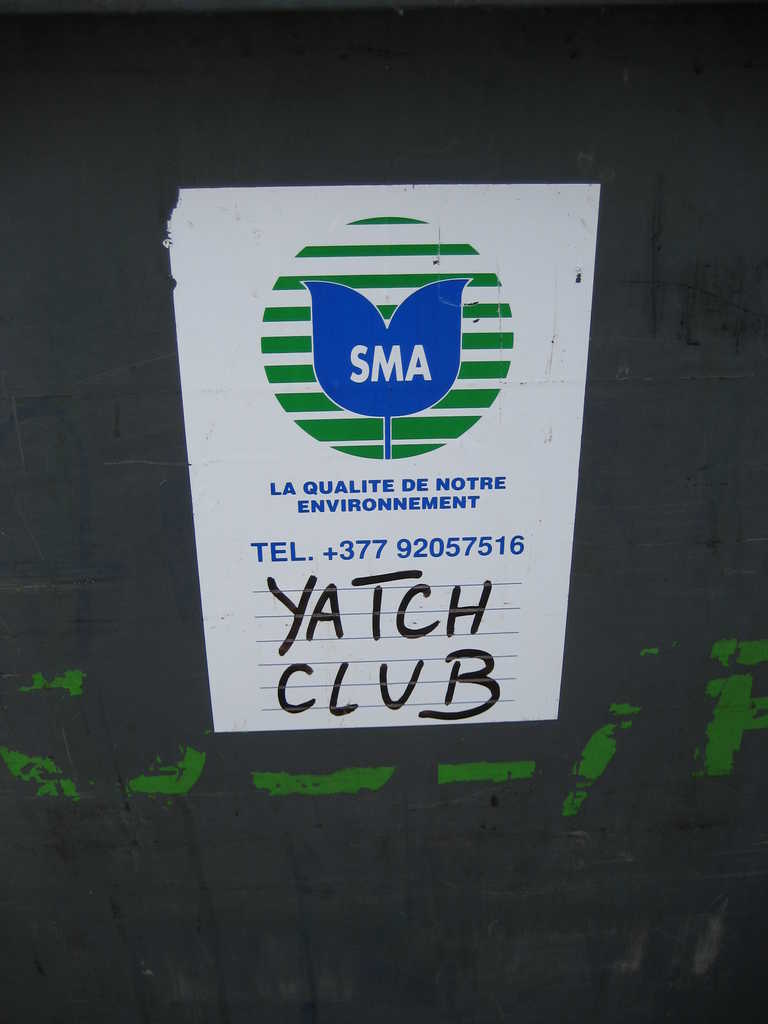 SMA
LA QUALITE DE NOTRE
ENVIRONNEMENT
TEL. +377 92057516
YATCH
CLUB